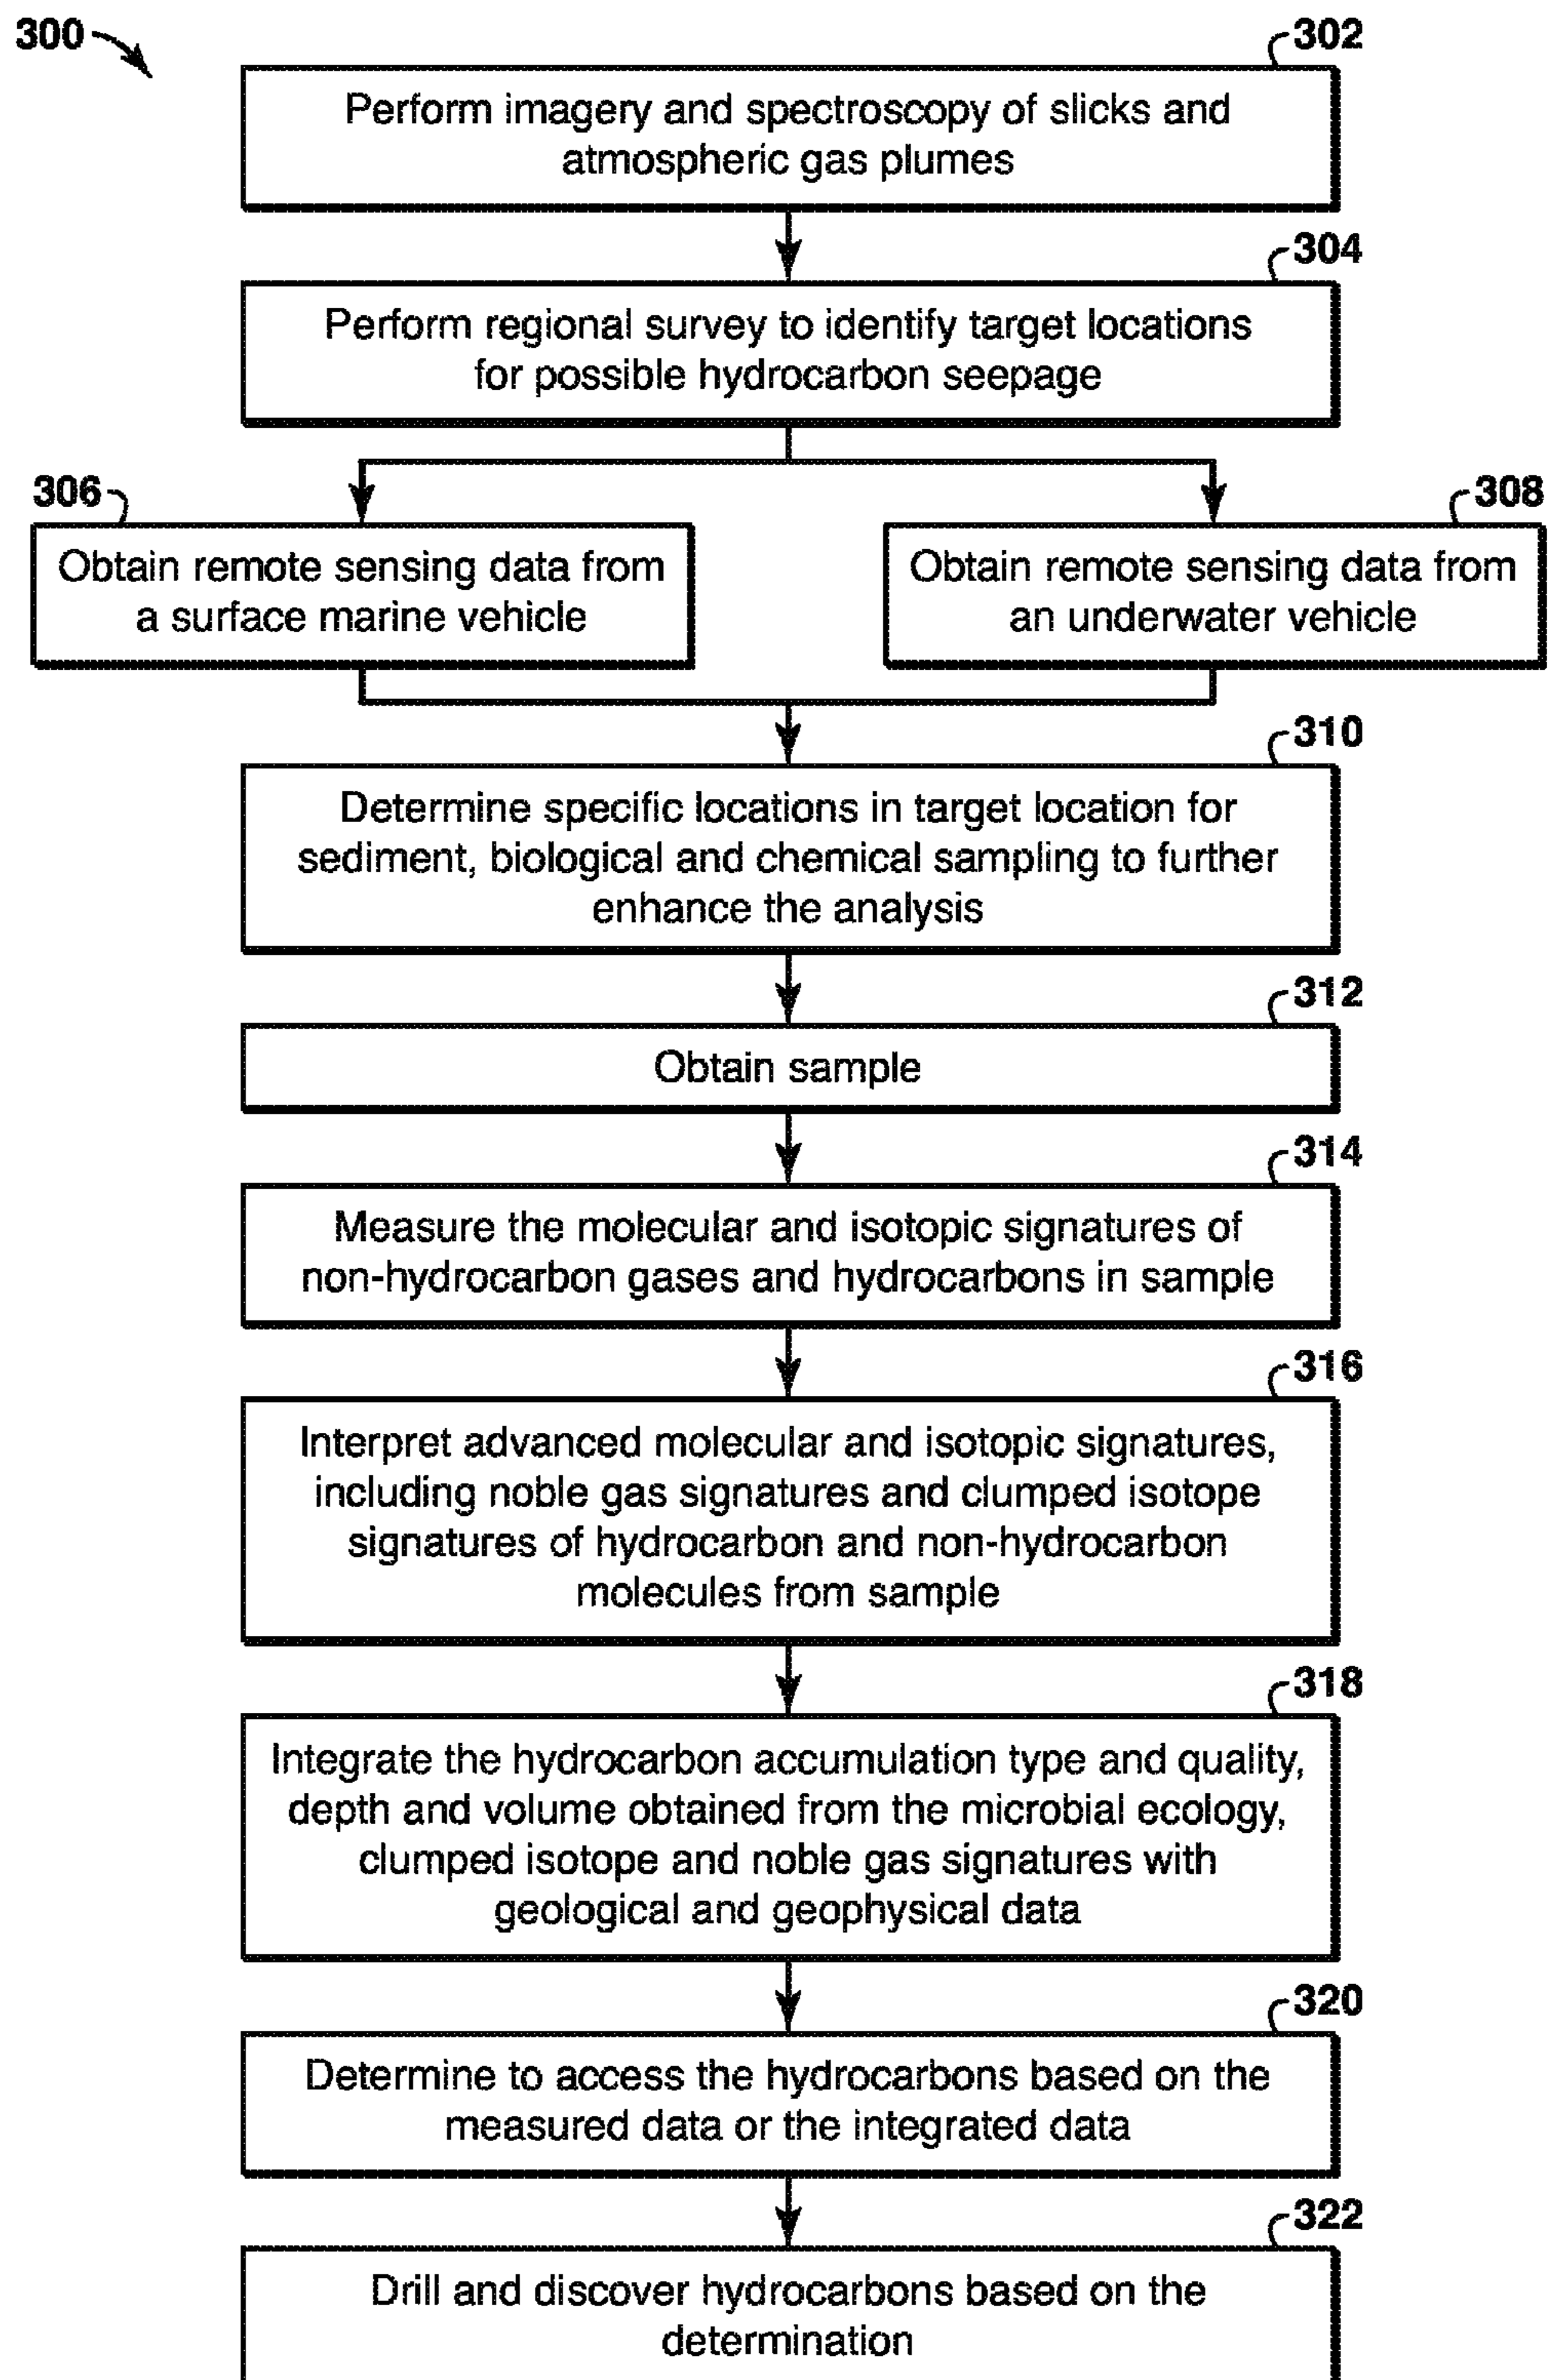 300
302
Perform imagery and spectroscopy of slicks and
atmospheric gas plumes
304
Perform regional survey to identify target locations
for possible hydrocarbon seepage
306
Obtain remote sensing data from
a surface marine vehicle
308
Obtain remote sensing data from
an underwater vehicle
310
Determine specific locations in target location for
sediment, biological and chemical sampling to further
enhance the analysis
312
Obtain sample
314
Measure the molecular and isotopic signatures of
non-hydrocarbon gases and hydrocarbons in sample
316
Interpret advanced molecular and isotopic signatures,
including noble gas signatures and clumped isotope
signatures of hydrocarbon and non-hydrocarbon
molecules from sample
318
Integrate the hydrocarbon accumulation type and quality,
depth and volume obtained from the microbial ecology,
clumped isotope and noble gas signatures with
geological and geophysical data
320
Determine to access the hydrocarbons based on the
measured data or the integrated data
322
Drill and discover hydrocarbons based on the
determination